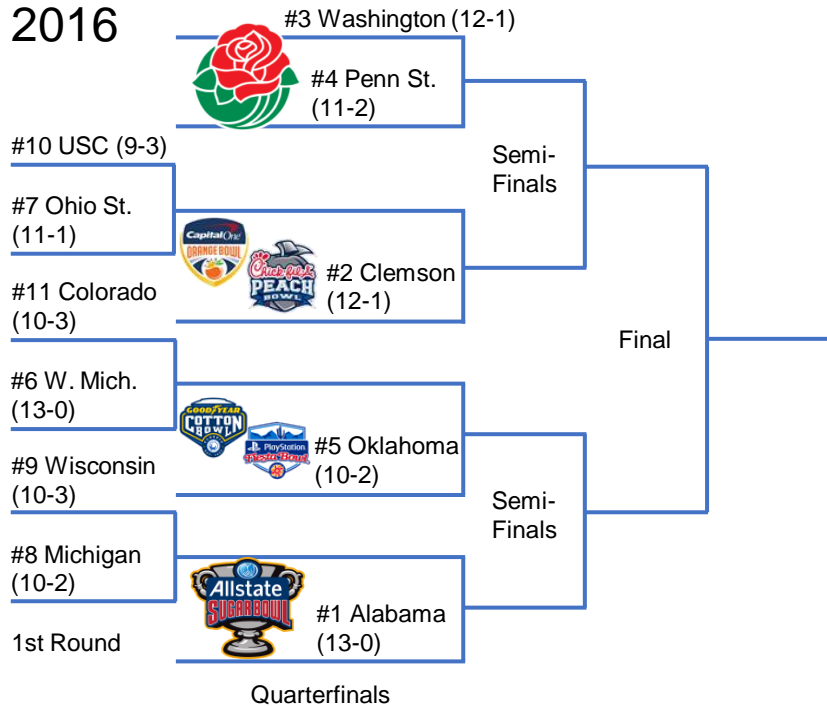 2016
#3 Washington (12-1)
#4 Penn St.
(11-2)
#10 USC (9-3)
#7 Ohio St.
(11-1)
Semi-
Finals
CapitalOne
ORANGE BOWL
Chick-fil-A
PEACH
BOWL
#2 Clemson
(12-1)
#11 Colorado
(10-3)
Final
#6 W. Mich.
(13-0)
GOODYEAR
COTTON
BOWL
PlayStation
Fiesta Bowl
#5 Oklahoma
(10-2)
#9 Wisconsin
(10-3)
Semi-
Finals
#8 Michigan
(10-2)
Allstate
SUGAR BOWL
#1 Alabama
(13-0)
1st Round
Quarterfinals